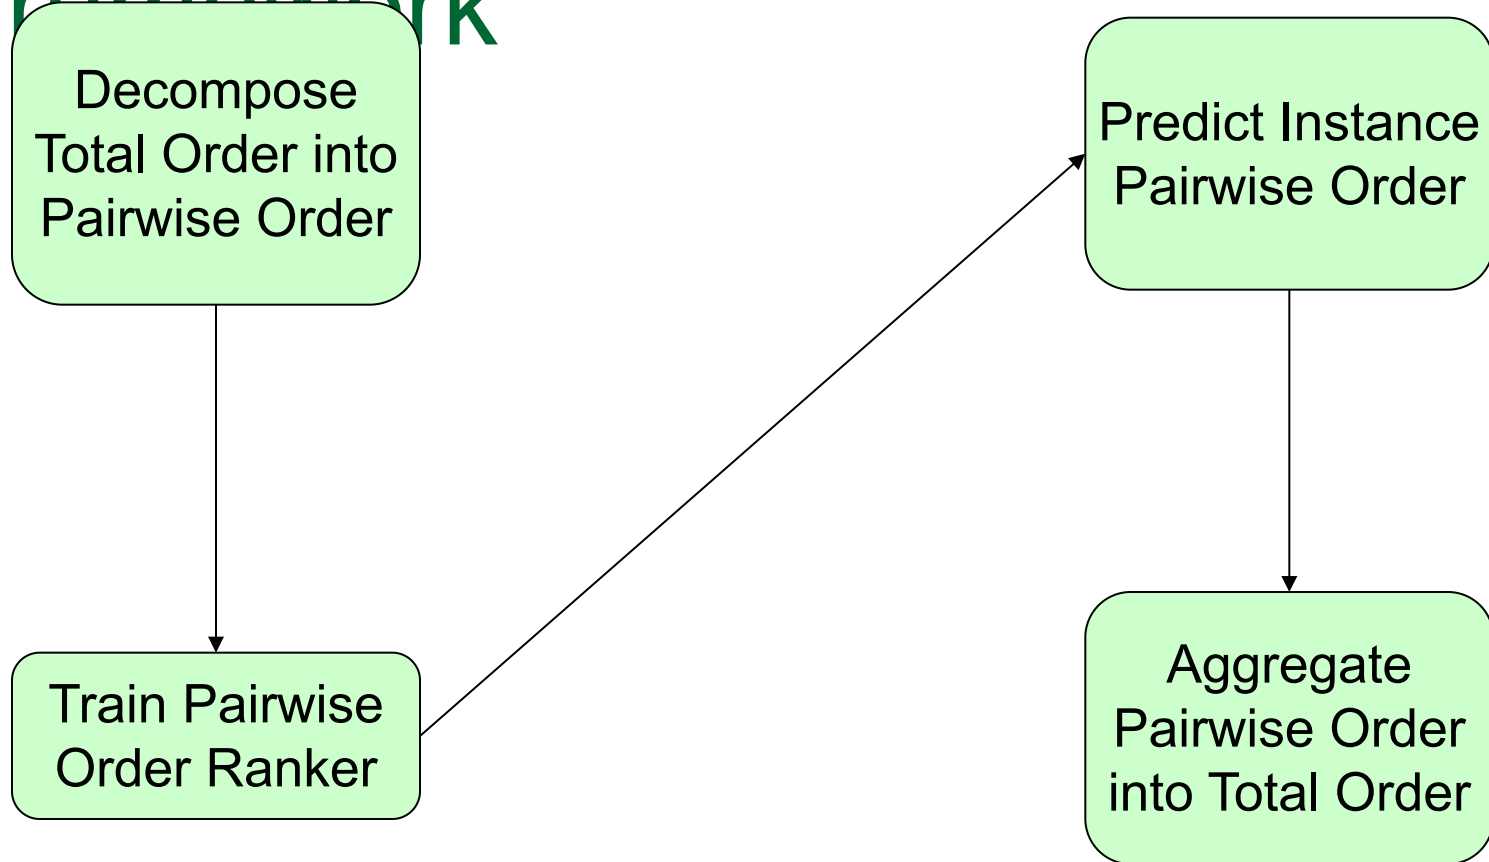 Decompose
Total Order into
Pairwise Order
Train Pairwise
Order Ranker
Predict Instance
Pairwise Order
Aggregate
Pairwise Order
into Total Order